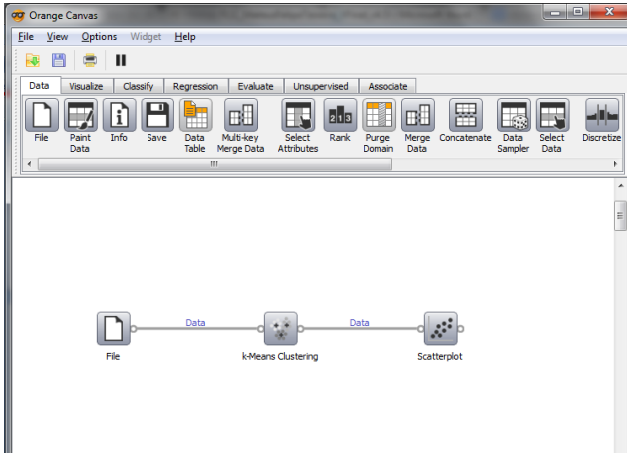 Orange Canvas
File View Options Widget Help
Data Visualize Classify Regression Evaluate Unsupervised Associate
File Paint Data Info Save Data Table Multi-key Merge Data Select Attributes Rank Purge Domain Merge Data Concatenate Data Sampler Select Data Discretize
Data Data
File k-Means Clustering Scatterplot